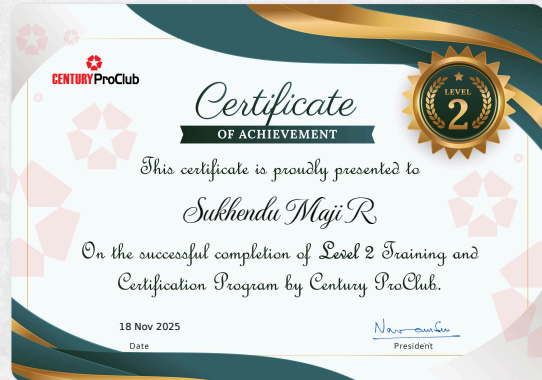 CENTURY ProClub
LEVEL
2
Certificate
OF ACHIEVEMENT
This certificate is proudly presented to
Sukhendu Maji R
On the successful completion of Level 2 Training and
Certification Program by Century ProClub.
18 Nov 2025
Date
President